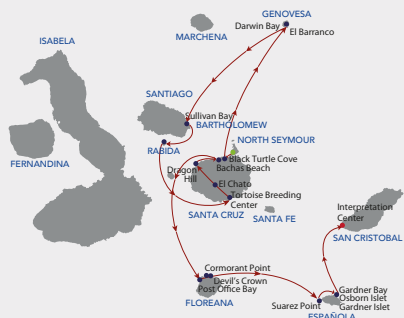 GENOVESA
MARCHENA
Darwin Bay
El Barranco
ISABELA
SANTIAGO
Sullivan Bay
BARTHOLOMEW
NORTH SEYMOUR
RABIDA
FERNANDINA
Black Turtle Cove
Dragon
Hill
Bachas Beach
El Chato
Tortoise Breeding
Center
SANTA CRUZ
SANTA FE
Interpretation
Center
SAN CRISTOBAL
Cormorant Point
Devil's Crown
Post Office Bay
FLOREANA
Gardner Bay
Osborn Islet
Gardner Islet
Suarez Point
ESPAÑOLA